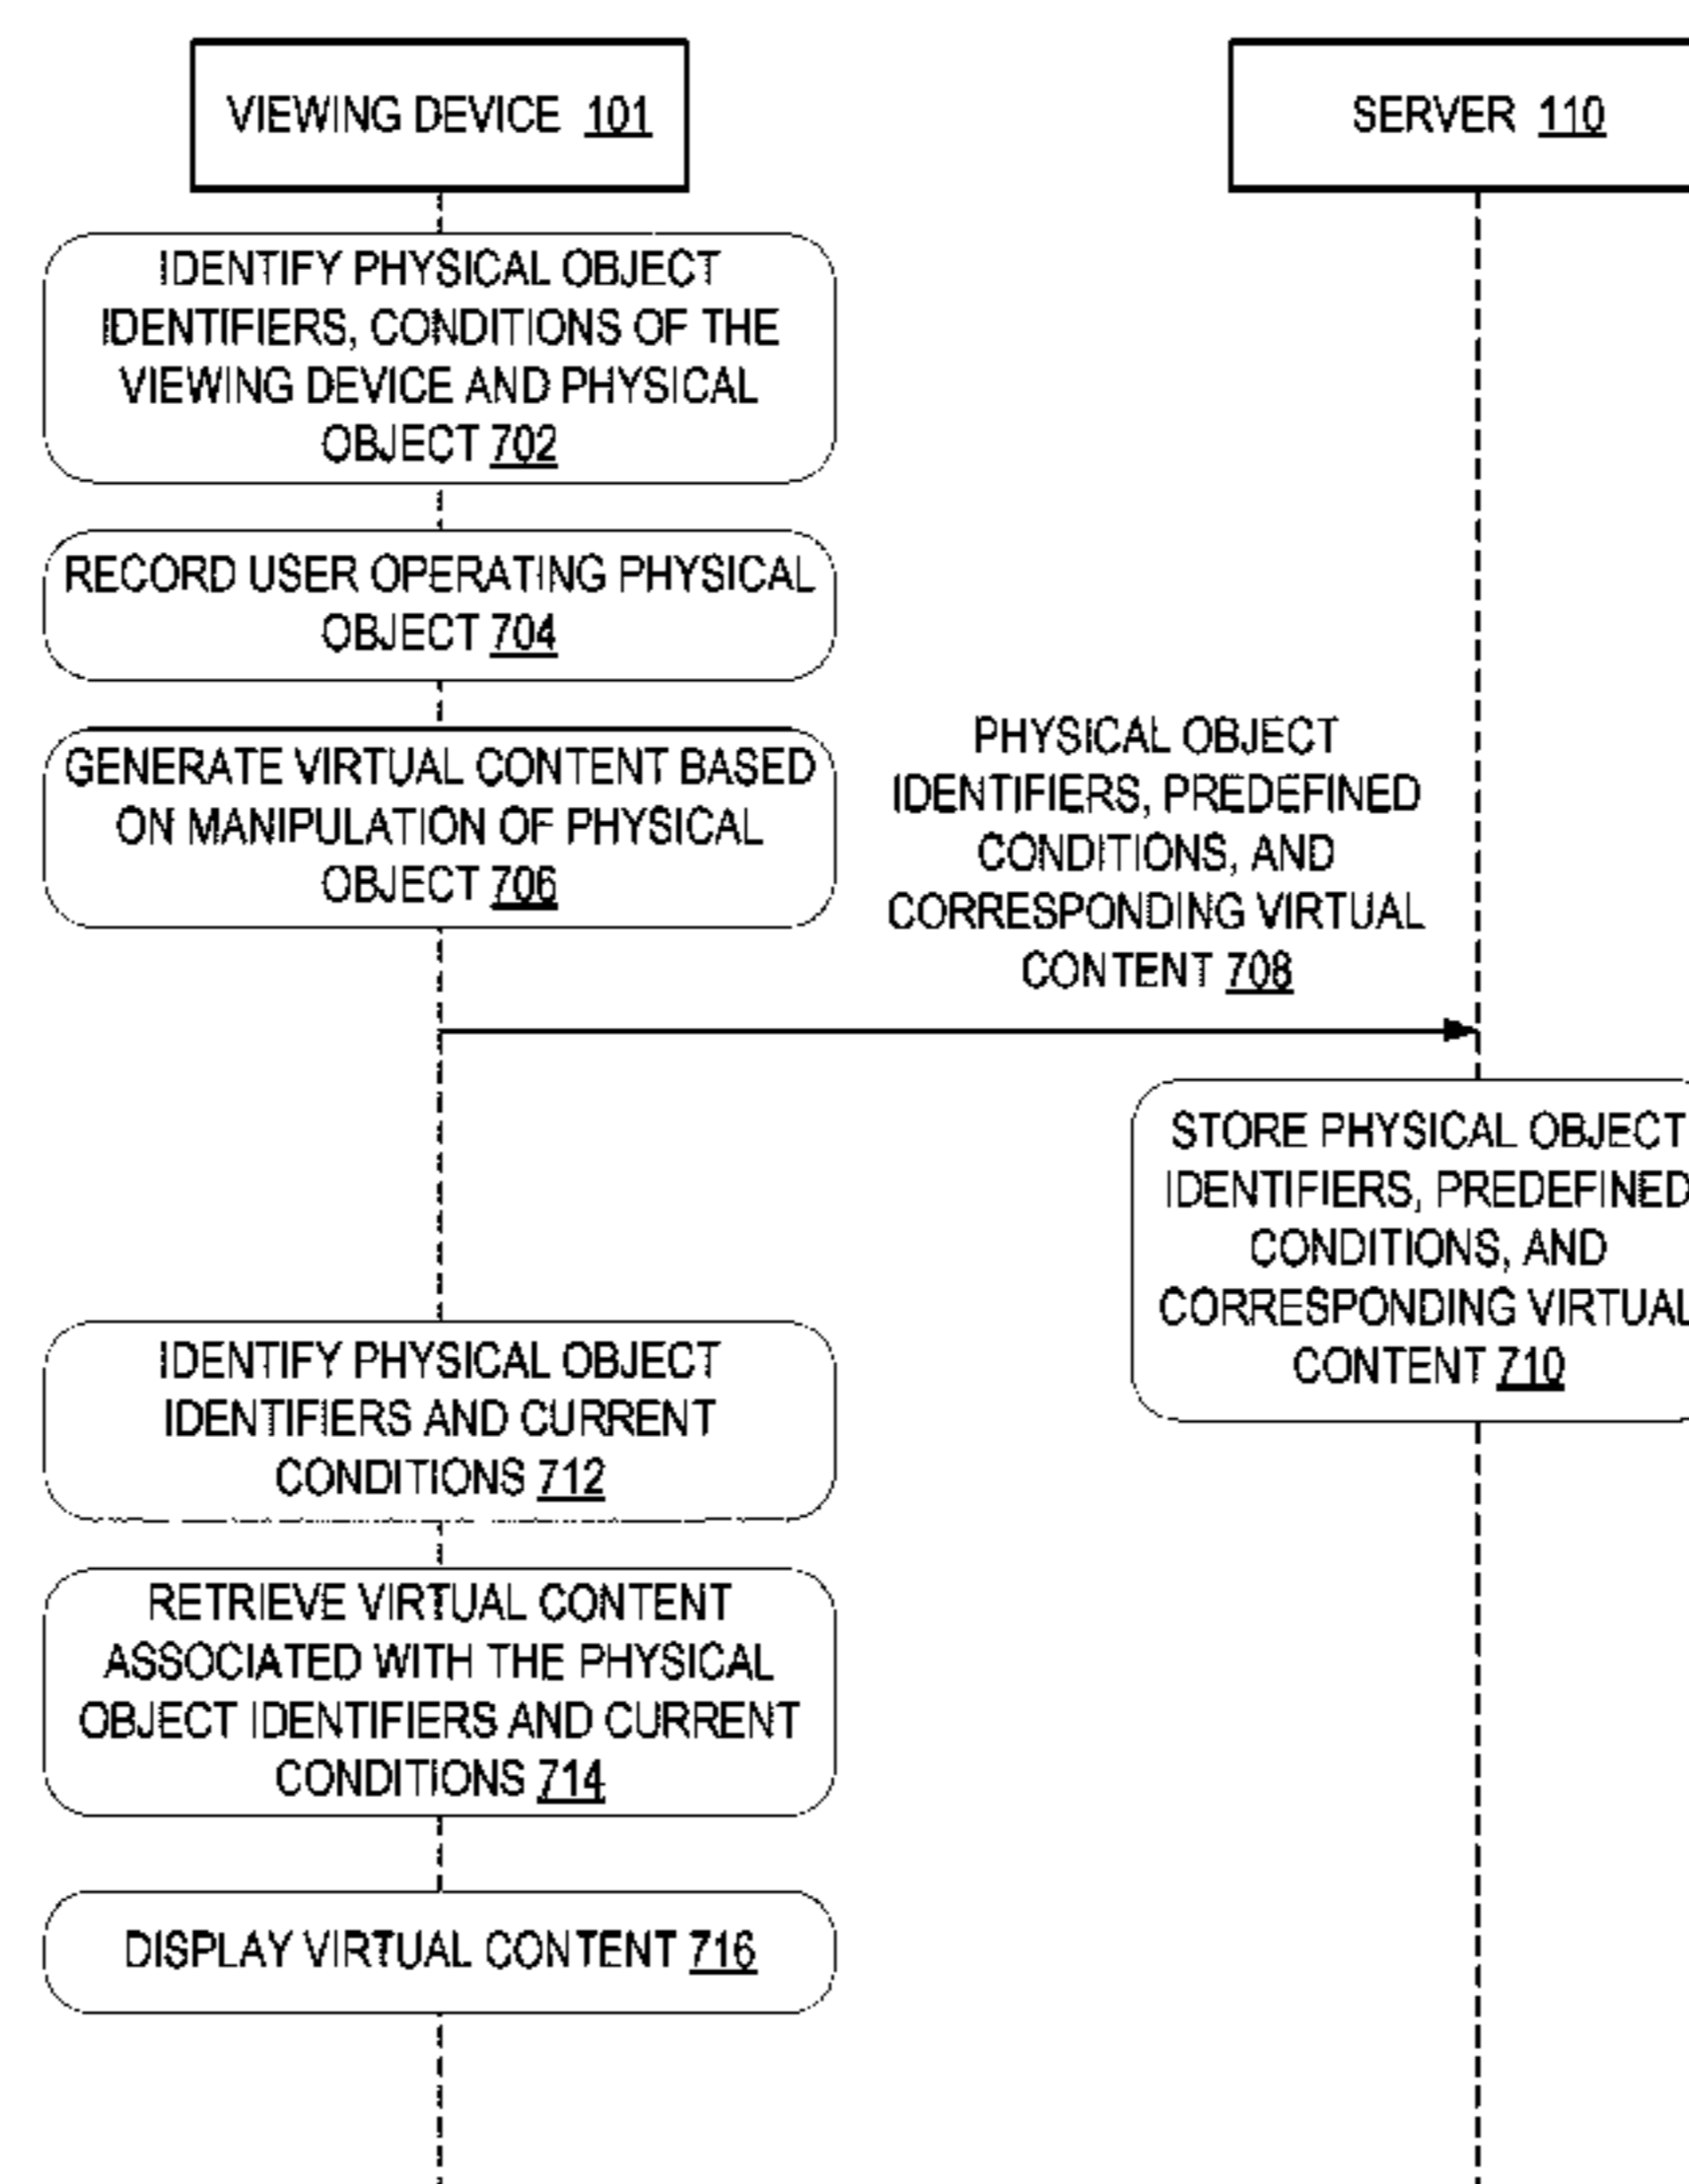 VIEWING DEVICE 101
SERVER 110
IDENTIFY PHYSICAL OBJECT
IDENTIFIERS, CONDITIONS OF THE
VIEWING DEVICE AND PHYSICAL
OBJECT 702
RECORD USER OPERATING PHYSICAL
OBJECT 704
GENERATE VIRTUAL CONTENT BASED
ON MANIPULATION OF PHYSICAL
OBJECT 706
PHYSICAL OBJECT
IDENTIFIERS, PREDEFINED
CONDITIONS, AND
CORRESPONDING VIRTUAL
CONTENT 708
STORE PHYSICAL OBJECT
IDENTIFIERS, PREDEFINED
CONDITIONS, AND
CORRESPONDING VIRTUAL
CONTENT 710
IDENTIFY PHYSICAL OBJECT
IDENTIFIERS AND CURRENT
CONDITIONS 712
RETRIEVE VIRTUAL CONTENT
ASSOCIATED WITH THE PHYSICAL
OBJECT IDENTIFIERS AND CURRENT
CONDITIONS 714
DISPLAY VIRTUAL CONTENT 716